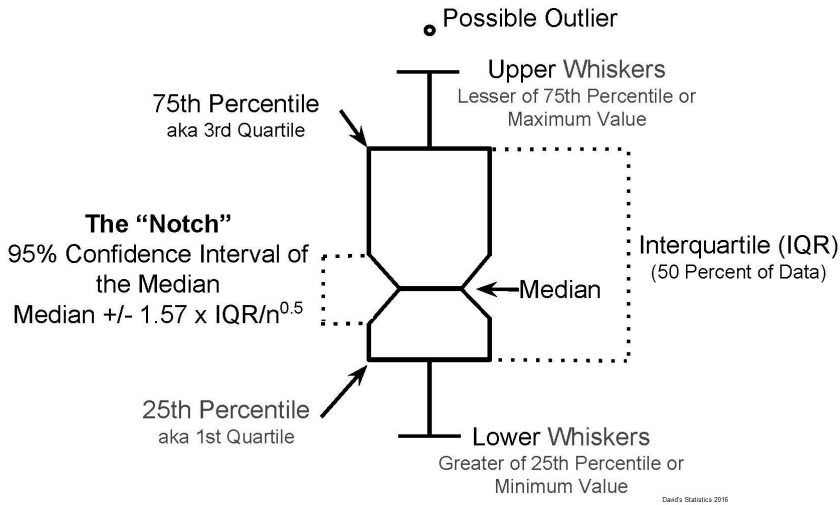 Possible Outlier
Upper Whiskers
Lesser of 75th Percentile or
Maximum Value
75th Percentile
aka 3rd Quartile
The “Notch”
95% Confidence Interval of
the Median
Median +/- 1.57 x IQR/n^0.5
Interquartile (IQR)
(50 Percent of Data)
Median
25th Percentile
aka 1st Quartile
Lower Whiskers
Greater of 25th Percentile or
Minimum Value
David's Statistics 2016